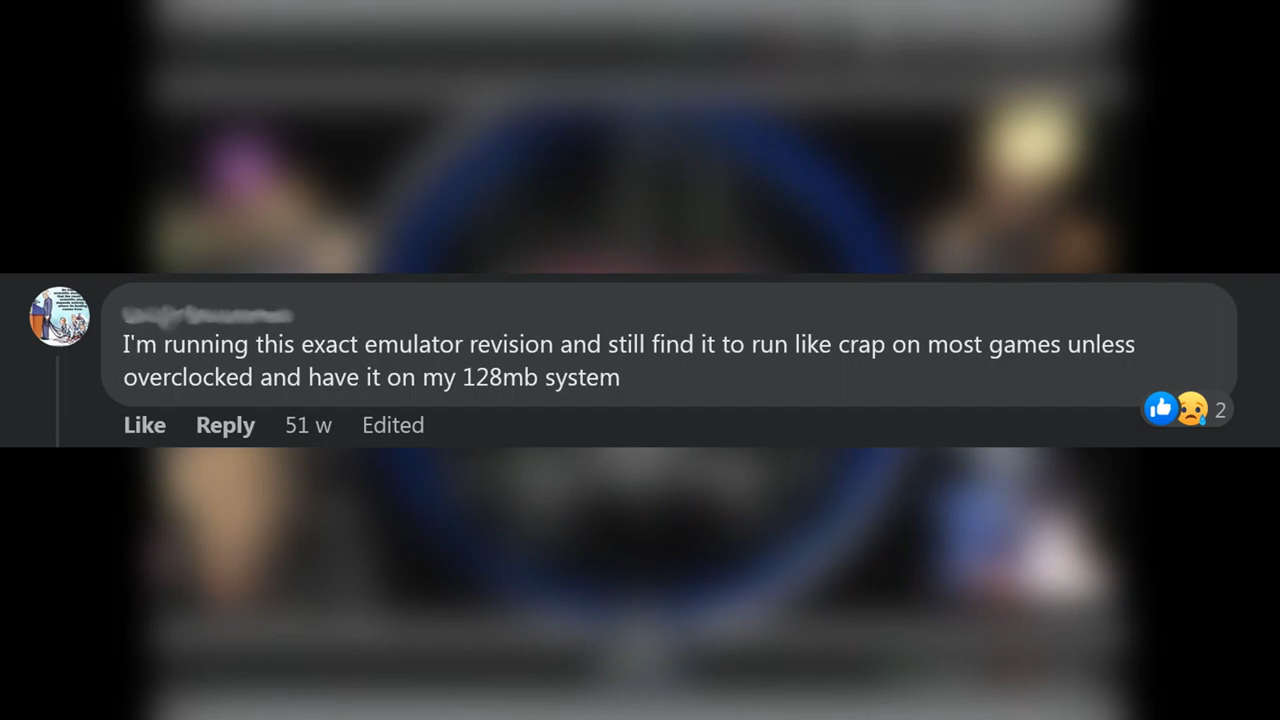 I'm running this exact emulator revision and still find it to run like crap on most games unless
overclocked and have it on my 128mb system
Like Reply 51 w Edited
2